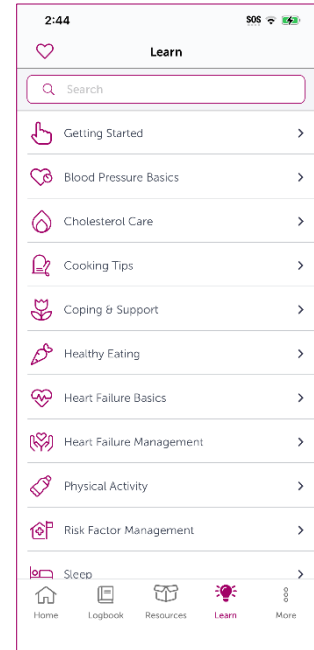 2:44 SOS
Learn
Search
Getting Started
Blood Pressure Basics
Cholesterol Care
Cooking Tips
Coping & Support
Healthy Eating
Heart Failure Basics
Heart Failure Management
Physical Activity
Risk Factor Management
Sleep
Home Logbook Resources Learn More